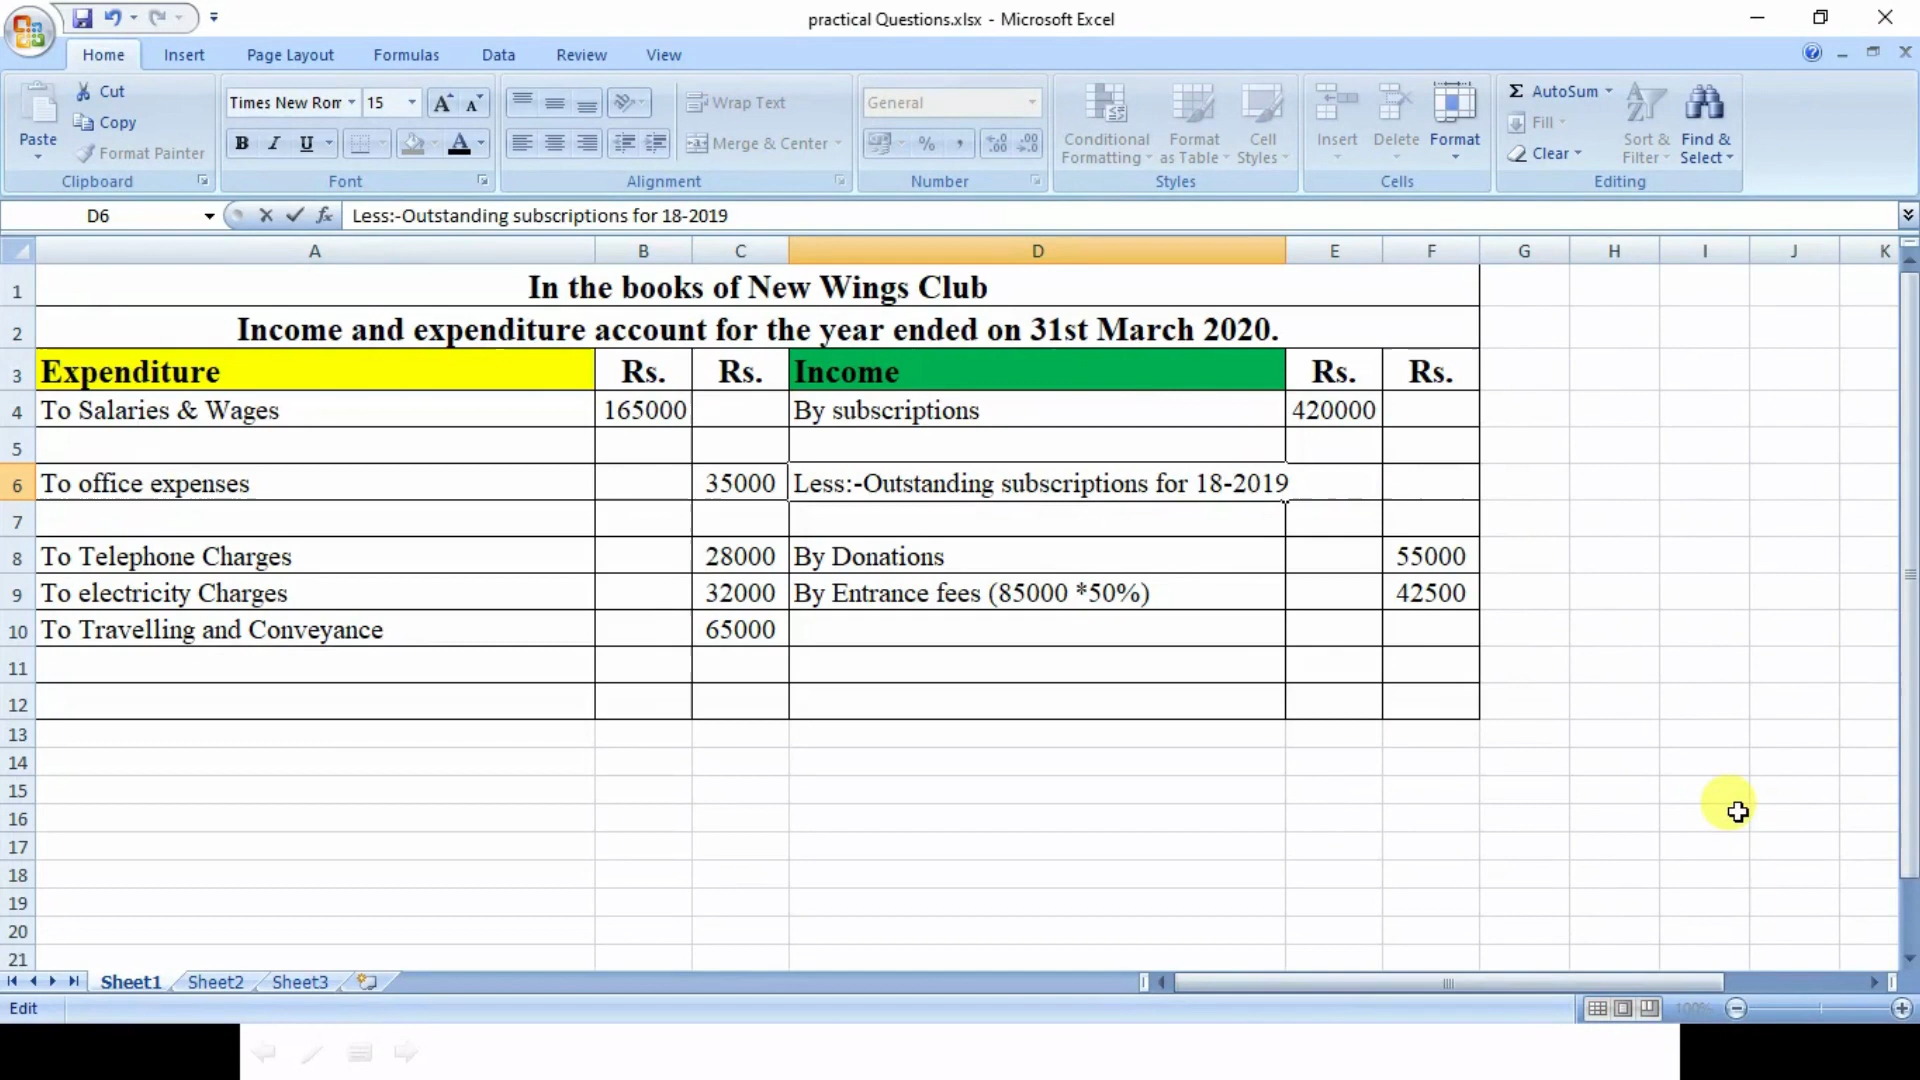 practical Questions.xlsx - Microsoft Excel
Home Insert Page Layout Formulas Data Review View
Paste
Cut
Copy
Format Painter
Clipboard
Times New Ron 15
B I U
Font
Wrap Text
Merge & Center
Alignment
General
Number
Conditional Formatting
Format as Table
Cell Styles
Styles
Insert Delete Format
Cells
AutoSum
Fill
Clear
Sort & Filter
Find & Select
Editing
D6 fx Less:-Outstanding subscriptions for 18-2019
A B C D E F G H I J K
1 In the books of New Wings Club
2 Income and expenditure account for the year ended on 31st March 2020.
3 Expenditure Rs. Rs. Income Rs. Rs.
4 To Salaries & Wages 165000 By subscriptions 420000
5
6 To office expenses 35000 Less:-Outstanding subscriptions for 18-2019
7
8 To Telephone Charges 28000 By Donations 55000
9 To electricity Charges 32000 By Entrance fees (85000 *50%) 42500
10 To Travelling and Conveyance 65000
11
12
13
14
15
16
17
18
19
20
21
Sheet1 Sheet2 Sheet3
Edit 100%